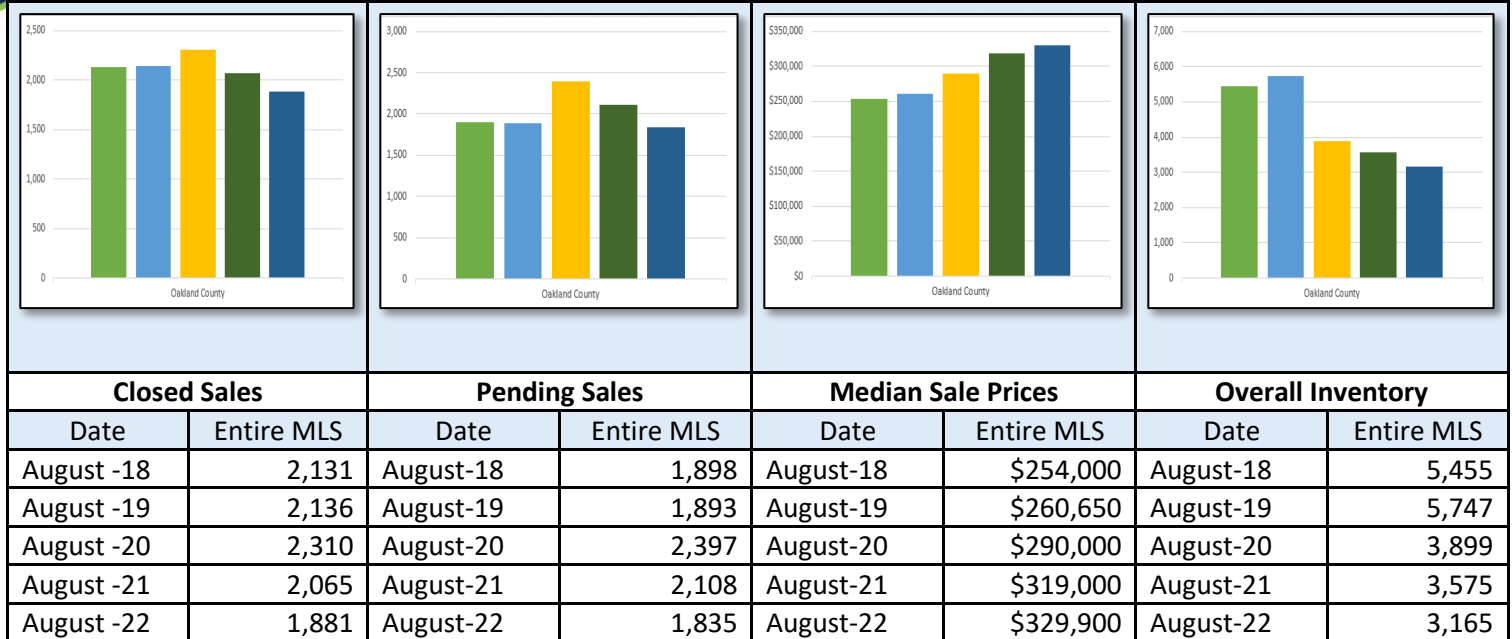 2,500
2,000
1,500
1,000
500
0
Oakland County
3,000
2,500
2,000
1,500
1,000
500
0
Oakland County
$350,000
$300,000
$250,000
$200,000
$150,000
$100,000
$50,000
$0
Oakland County
7,000
6,000
5,000
4,000
3,000
2,000
1,000
0
Oakland County
Closed Sales Pending Sales Median Sale Prices Overall Inventory
Date Entire MLS Date Entire MLS Date Entire MLS Date Entire MLS
August -18 2,131 August-18 1,898 August-18 $254,000 August-18 5,455
August -19 2,136 August-19 1,893 August-19 $260,650 August-19 5,747
August -20 2,310 August-20 2,397 August-20 $290,000 August-20 3,899
August -21 2,065 August-21 2,108 August-21 $319,000 August-21 3,575
August -22 1,881 August-22 1,835 August-22 $329,900 August-22 3,165